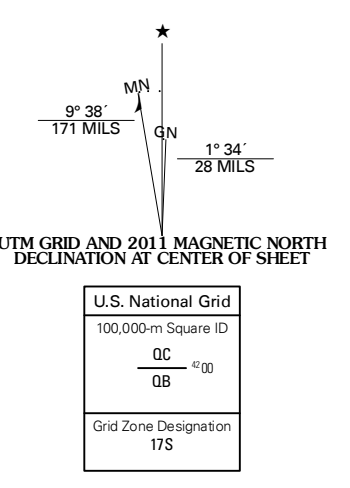 ★
MN
9° 38´
171 MILS
GN
1° 34´
28 MILS
UTM GRID AND 2011 MAGNETIC NORTH
DECLINATION AT CENTER OF SHEET
U.S. National Grid
100,000-m Square ID
QC
4200
QB
Grid Zone Designation
17S